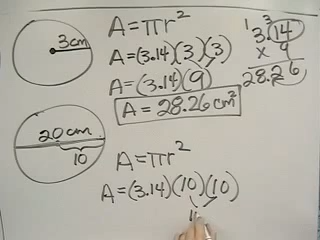 3cm
A=πr²
A=(3.14)(3)(3)
A=(3.14)(9)
A=28.26cm²
1 3
3.14
x 9
28.26
20cm
10
A=πr²
A=(3.14)(10)(10)
1